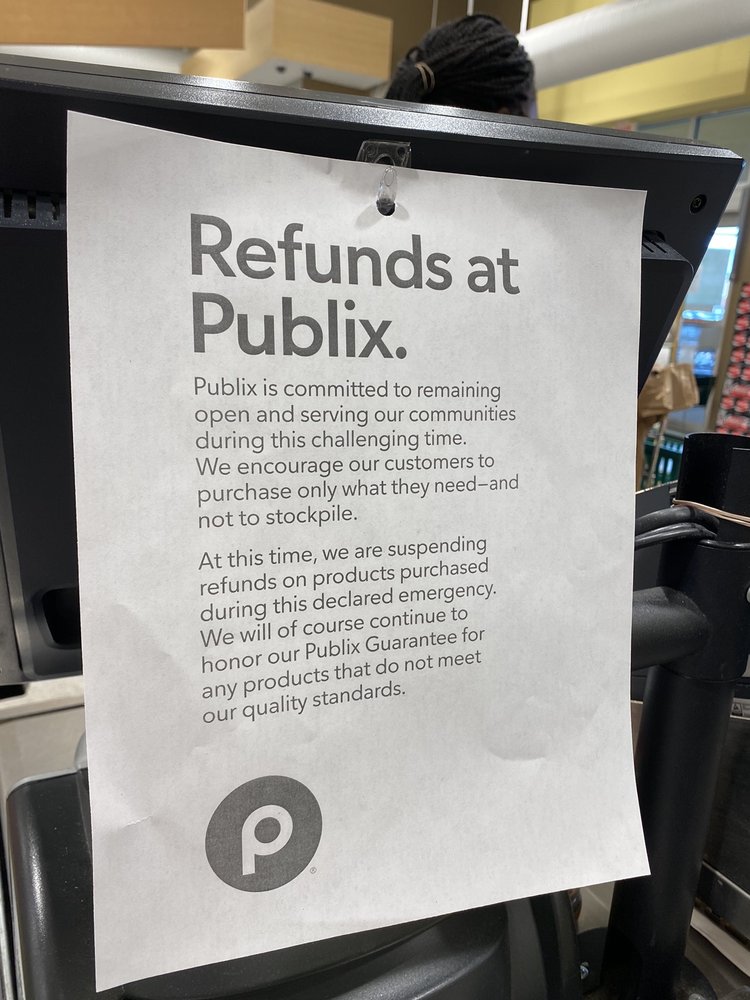 Refunds at
Publix.
Publix is committed to remaining
open and serving our communities
during this challenging time.
We encourage our customers to
purchase only what they need–and
not to stockpile.
At this time, we are suspending
refunds on products purchased
during this declared emergency.
We will of course continue to
honor our Publix Guarantee for
any products that do not meet
our quality standards.
p
®